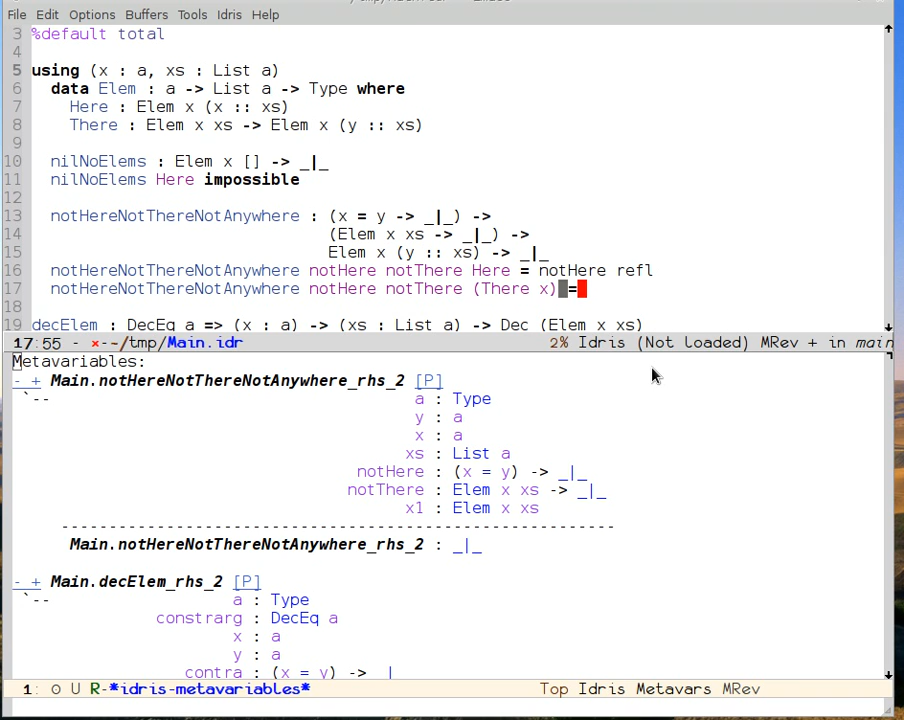 File Edit Options Buffers Tools Idris Help
3 %default total
4
5 using (x : a, xs : List a)
6 data Elem : a -> List a -> Type where
7 Here : Elem x (x :: xs)
8 There : Elem x xs -> Elem x (y :: xs)
9
10 nilNoElems : Elem x [] -> _|_
11 nilNoElems Here impossible
12
13 notHereNotThereNotAnywhere : (x = y -> _|_) ->
14 (Elem x xs -> _|_) ->
15 Elem x (y :: xs) -> _|_
16 notHereNotThereNotAnywhere notHere notThere Here = notHere refl
17 notHereNotThereNotAnywhere notHere notThere (There x) =
18
19 decElem : DecEq a => (x : a) -> (xs : List a) -> Dec (Elem x xs)
17:55 - ×--~/tmp/Main.idr 2% Idris (Not loaded) MRev + in main
Metavariables:
- + Main.notHereNotThereNotAnywhere_rhs_2 [P]
`-- a : Type
y : a
x : a
xs : List a
notHere : (x = y) -> _|_
notThere : Elem x xs -> _|_
x1 : Elem x xs
----------------------------------------------------------
Main.notHereNotThereNotAnywhere_rhs_2 : _|_
- + Main.decElem_rhs_2 [P]
`-- a : Type
constrarg : DecEq a
x : a
y : a
contra : (x = y) -> _|_
1: O U R-*idris-metavariables* Top Idris Metavars MRev